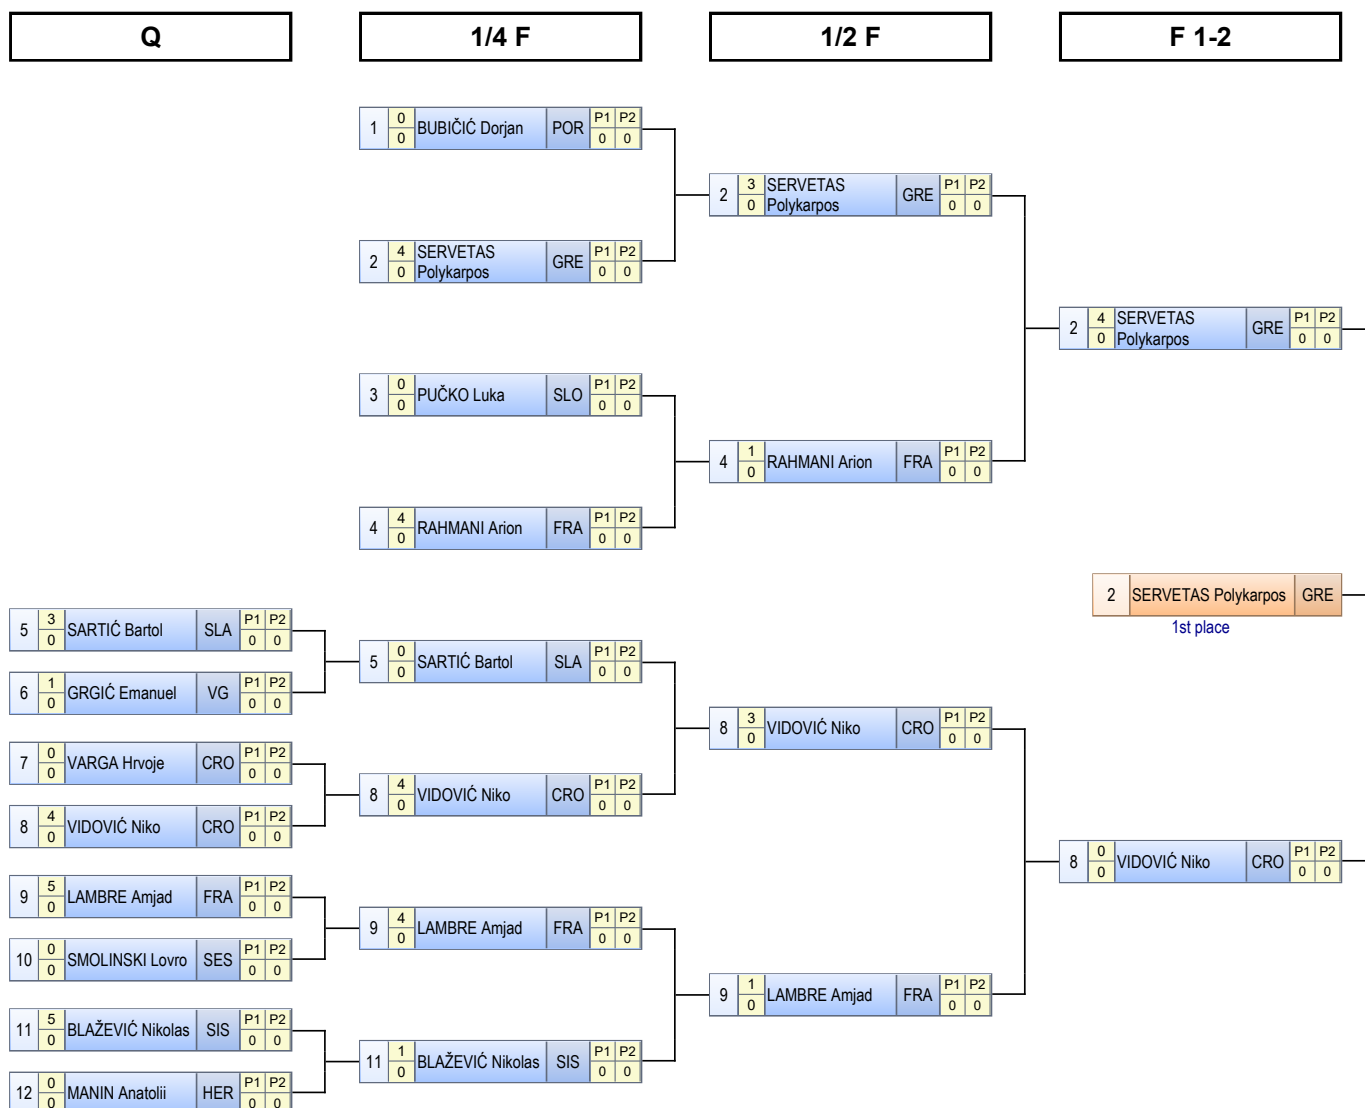 Q
1/4 F
1/2 F
F 1-2
1 0 BUBIČIĆ Dorjan POR P1 P2
0 0 0
2 4 SERVETAS GRE P1 P2
0 Polykarpos 0 0
3 0 PUČKO Luka SLO P1 P2
0 0 0
4 4 RAHMANI Arion FRA P1 P2
0 0 0
2 3 SERVETAS GRE P1 P2
0 Polykarpos 0 0
4 1 RAHMANI Arion FRA P1 P2
0 0 0
2 4 SERVETAS GRE P1 P2
0 Polykarpos 0 0
2 SERVETAS Polykarpos GRE
1st place
5 3 SARTIĆ Bartol SLA P1 P2
0 0 0
6 1 GRGIĆ Emanuel VG P1 P2
0 0 0
7 0 VARGA Hrvoje CRO P1 P2
0 0 0
8 4 VIDOVIĆ Niko CRO P1 P2
0 0 0
9 5 LAMBRE Amjad FRA P1 P2
0 0 0
10 0 SMOLINSKI Lovro SES P1 P2
0 0 0
11 5 BLAŽEVIĆ Nikolas SIS P1 P2
0 0 0
12 0 MANIN Anatolii HER P1 P2
0 0 0
5 0 SARTIĆ Bartol SLA P1 P2
0 0 0
8 4 VIDOVIĆ Niko CRO P1 P2
0 0 0
9 4 LAMBRE Amjad FRA P1 P2
0 0 0
11 1 BLAŽEVIĆ Nikolas SIS P1 P2
0 0 0
8 3 VIDOVIĆ Niko CRO P1 P2
0 0 0
9 1 LAMBRE Amjad FRA P1 P2
0 0 0
8 0 VIDOVIĆ Niko CRO P1 P2
0 0 0